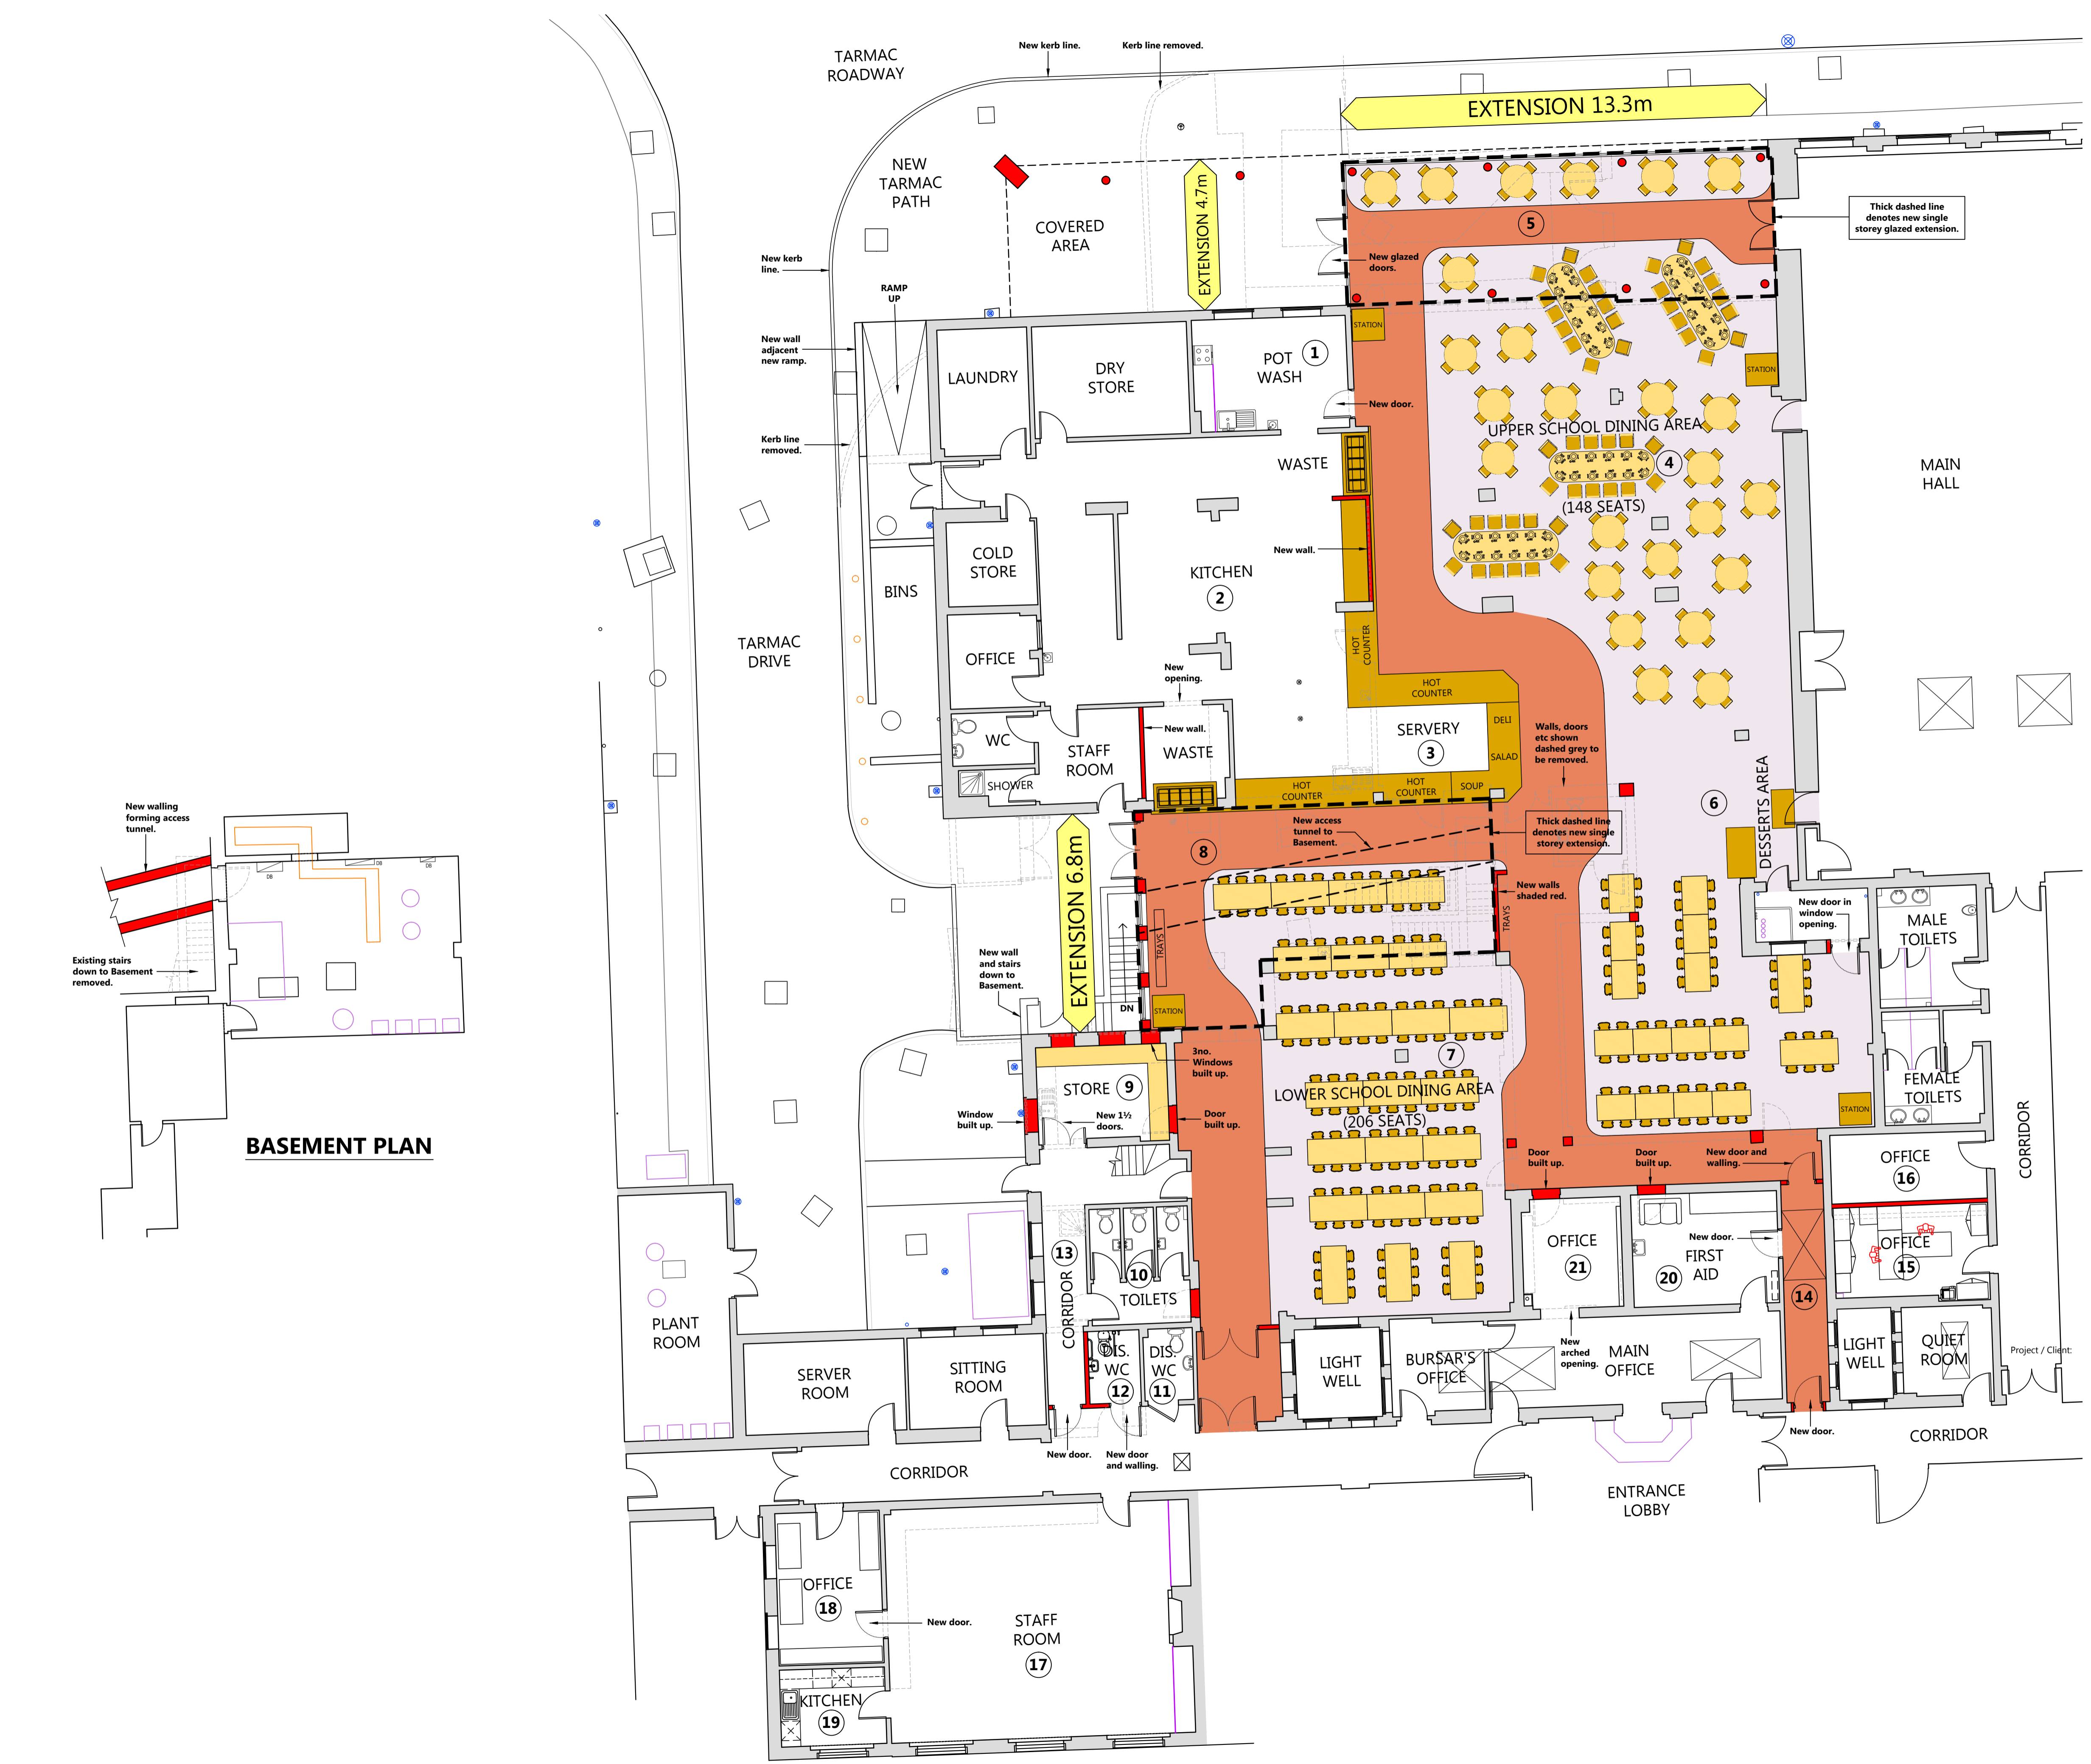 TARMAC
ROADWAY
New kerb line.
Kerb line removed.
EXTENSION 13.3m
NEW
TARMAC
PATH
COVERED
AREA
EXTENSION 4.7m
5
Thick dashed line
denotes new single
storey glazed extension.
New kerb
line.
New glazed
doors.
RAMP
UP
STATION
New wall
adjacent
new ramp.
LAUNDRY
DRY
STORE
POT
WASH
1
STATION
New door.
Kerb line
removed.
UPPER SCHOOL DINING AREA
4
(148 SEATS)
WASTE
MAIN
HALL
COLD
STORE
New wall.
KITCHEN
2
BINS
TARMAC
DRIVE
OFFICE
HOT
COUNTER
New
opening.
HOT
COUNTER
DELI
SERVERY
3
SALAD
WC
STAFF
ROOM
New wall.
WASTE
Walls, doors
etc shown
dashed grey to
be removed.
SHOWER
HOT
COUNTER
HOT
COUNTER
SOUP
DESSERTS AREA
6
New walling
forming access
tunnel.
DB
DB
DB
EXTENSION 6.8m
8
New access
tunnel to
Basement.
Thick dashed line
denotes new single
storey extension.
New walls
shaded red.
TRAYS
TRAYS
New door in
window
opening.
MALE
TOILETS
Existing stairs
down to Basement
removed.
New wall
and stairs
down to
Basement.
DN
STATION
3no.
Windows
built up.
7
LOWER SCHOOL DINING AREA
(206 SEATS)
STORE
9
FEMALE
TOILETS
STATION
Window
built up.
New 1½
doors.
Door
built up.
BASEMENT PLAN
CORRIDOR
Door
built up.
Door
built up.
New door and
walling.
OFFICE
16
13
CORRIDOR
10
TOILETS
OFFICE
21
FIRST
AID
20
New door.
OFFICE
15
14
PLANT
ROOM
SERVER
ROOM
SITTING
ROOM
DIS.
WC
12
DIS.
WC
11
LIGHT
WELL
BURSAR'S
OFFICE
New
arched
opening.
MAIN
OFFICE
LIGHT
WELL
QUIET
ROOM
Project / Client:
New door.
New door
and walling.
New door.
CORRIDOR
CORRIDOR
ENTRANCE
LOBBY
OFFICE
18
New door.
STAFF
ROOM
17
KITCHEN
19